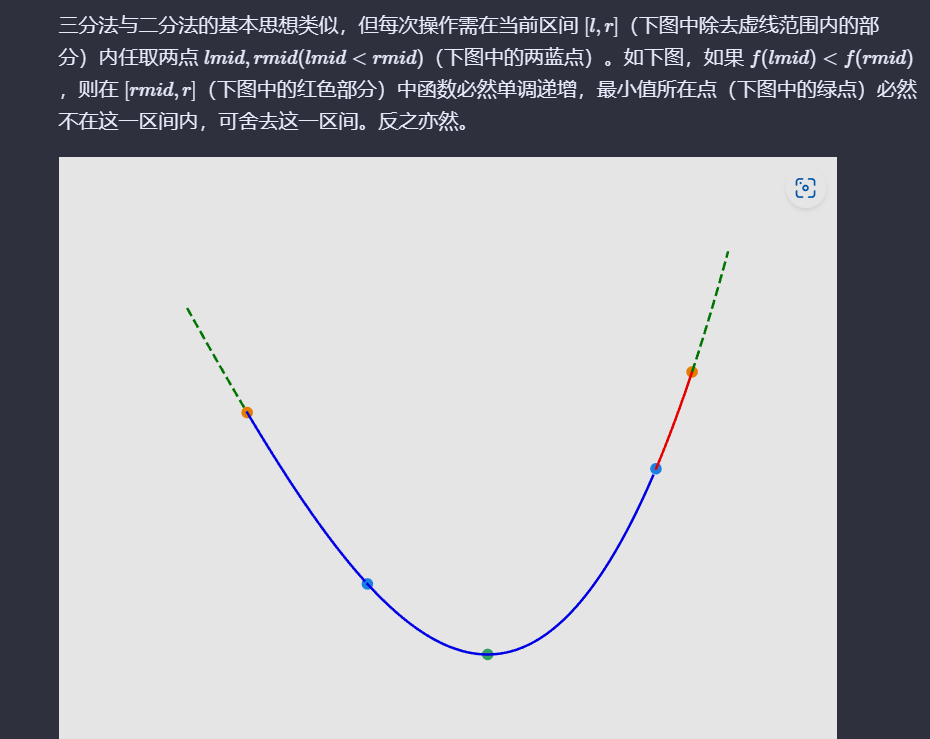 三分法与二分法的基本思想类似，但每次操作需在当前区间 [l, r]（下图中除去虚线范围内的部
分）内任取两点 lmid, rmid(lmid < rmid)（下图中的两蓝点）。如下图，如果 f(lmid) < f(rmid)
，则在 [rmid, r]（下图中的红色部分）中函数必然单调递增，最小值所在点（下图中的绿点）必然
不在这一区间内，可舍去这一区间。反之亦然。